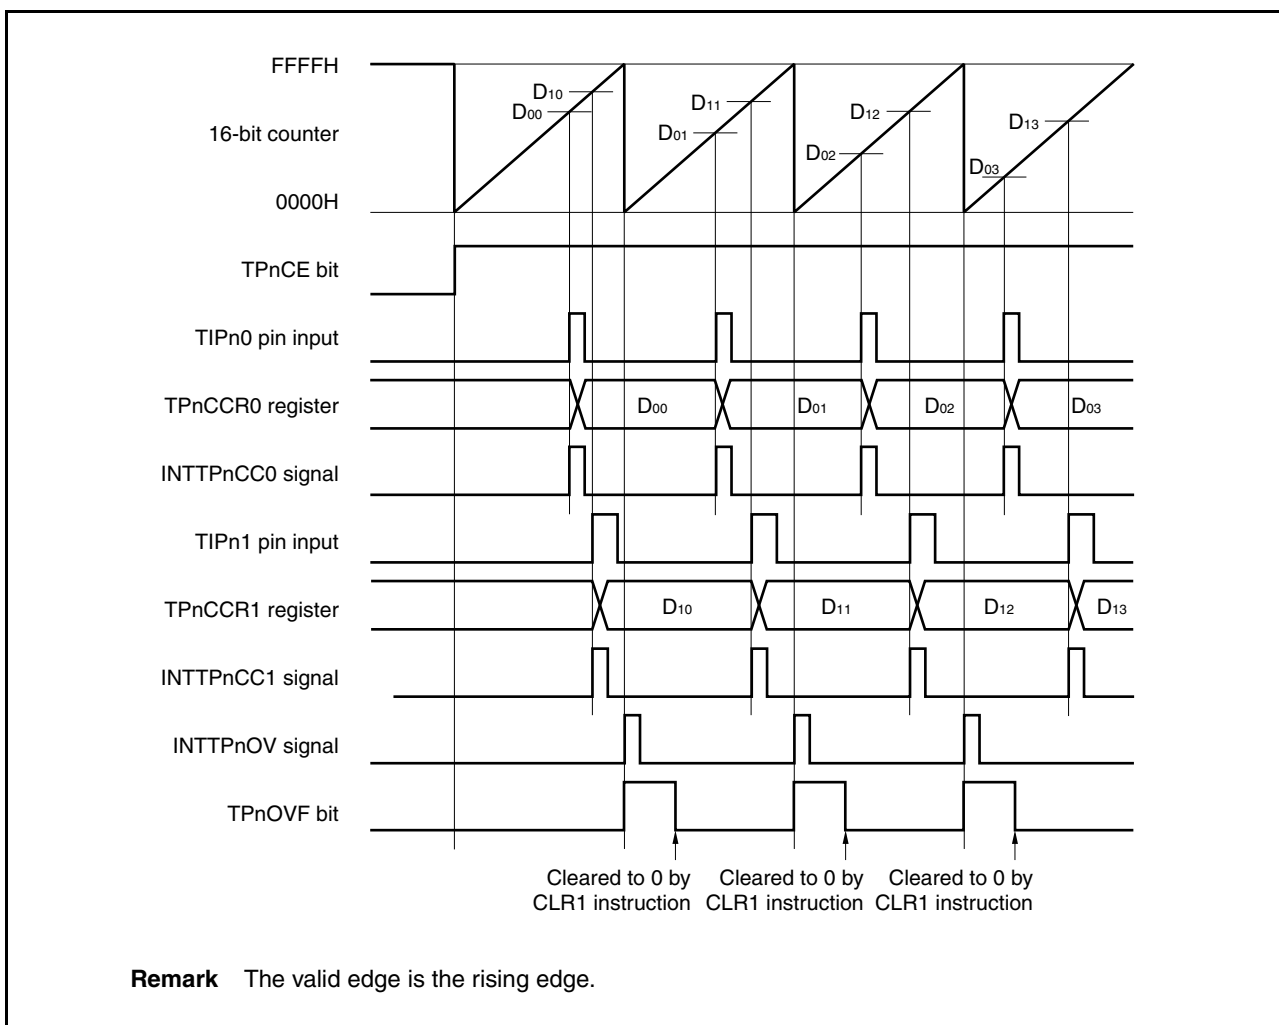 FFFFH
D10
D00
D11
D01
D12
D02
D13
D03
16-bit counter
0000H
TPnCE bit
TIPn0 pin input
TPnCCR0 register
D00
D01
D02
D03
INTTPnCC0 signal
TIPn1 pin input
TPnCCR1 register
D10
D11
D12
D13
INTTPnCC1 signal
INTTPnOV signal
TPnOVF bit
Cleared to 0 by
CLR1 instruction
Cleared to 0 by
CLR1 instruction
Cleared to 0 by
CLR1 instruction
Remark The valid edge is the rising edge.